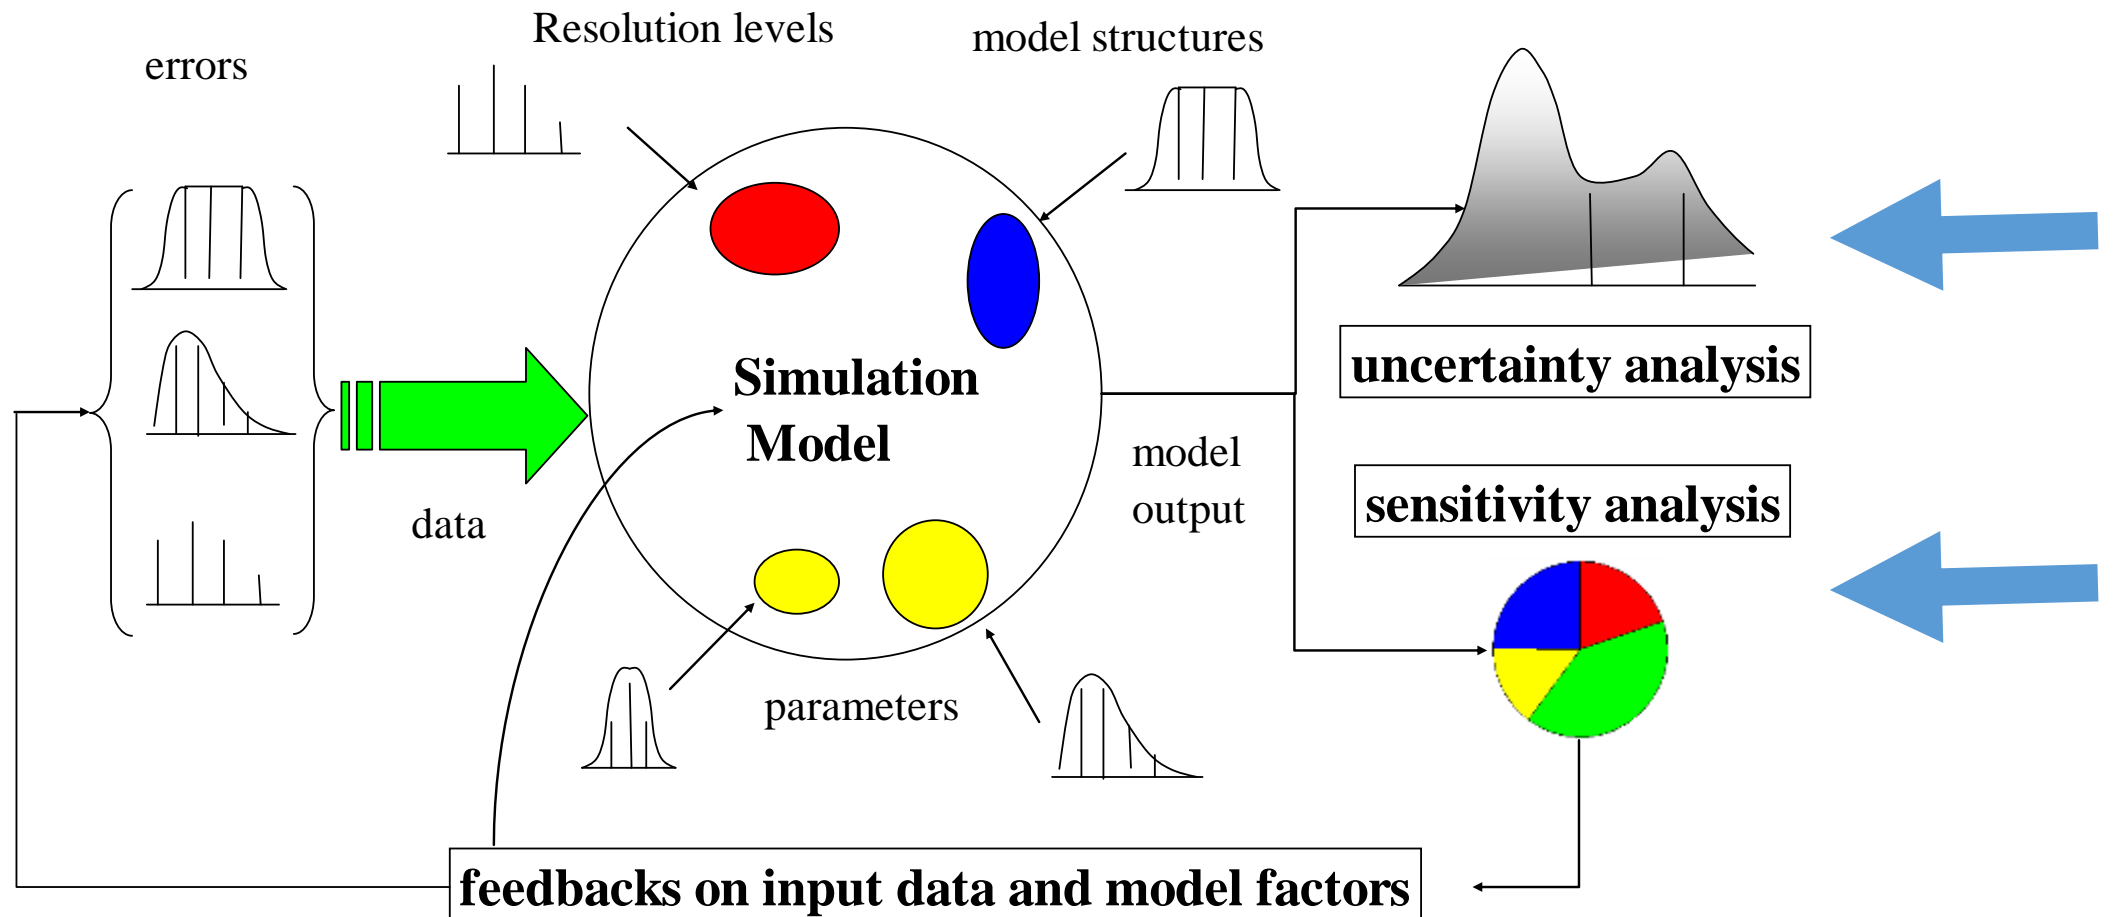 errors
Resolution levels
model structures
Simulation
Model
data
model
output
uncertainty analysis
sensitivity analysis
parameters
feedbacks on input data and model factors